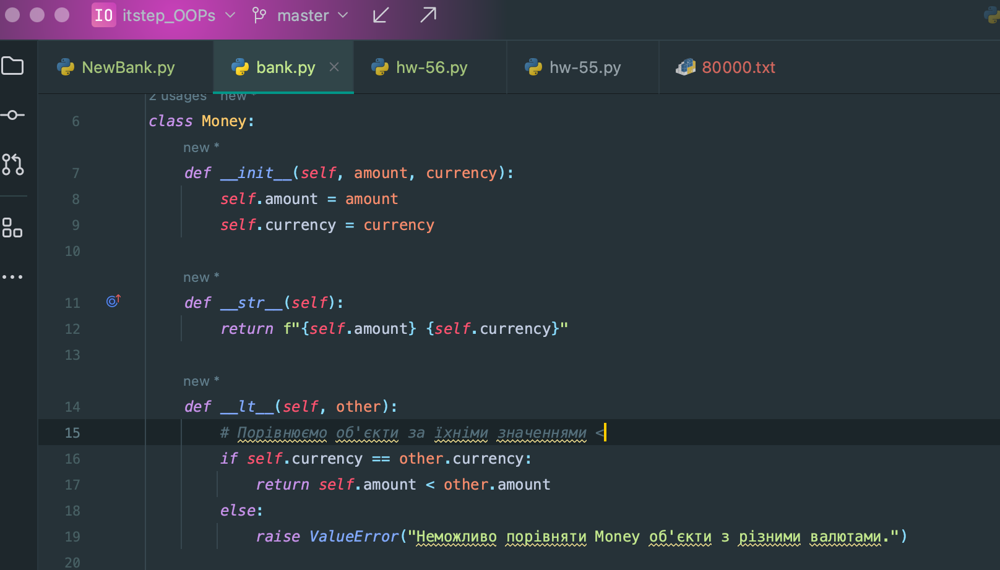 IO itstep_OOPs master
NewBank.py bank.py hw-56.py hw-55.py 80000.txt
2 usages new *
6 class Money:
new *
7 def __init__(self, amount, currency):
8 self.amount = amount
9 self.currency = currency
10
new *
11 def __str__(self):
12 return f"{self.amount} {self.currency}"
13
new *
14 def __lt__(self, other):
15 # Порівнюємо об'єкти за їхніми значеннями <
16 if self.currency == other.currency:
17 return self.amount < other.amount
18 else:
19 raise ValueError("Неможливо порівняти Money об'єкти з різними валютами.")
20